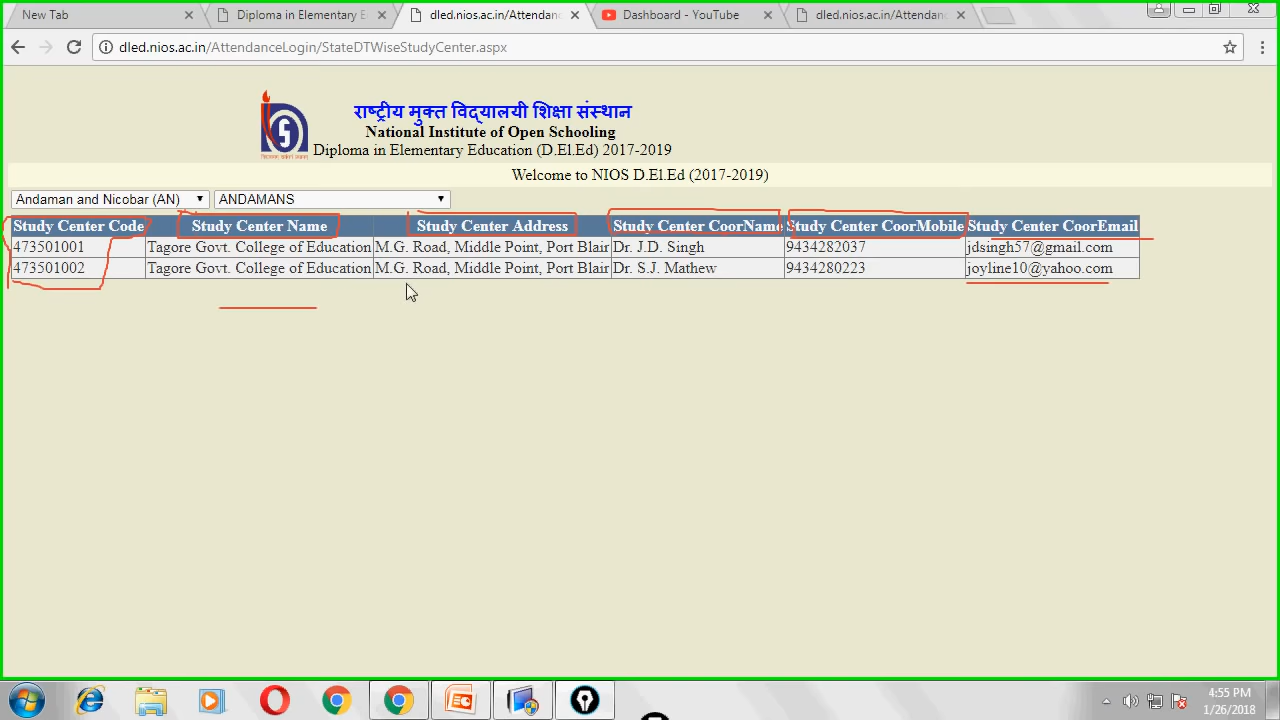 New Tab
Diploma in Elementary E
dled.nios.ac.in/Attendanc
Dashboard - YouTube
dled.nios.ac.in/Attendanc
dled.nios.ac.in/AttendanceLogin/StateDTWiseStudyCenter.aspx
राष्ट्रीय मुक्त विद्यालयी शिक्षा संस्थान
National Institute of Open Schooling
Diploma in Elementary Education (D.El.Ed) 2017-2019
Welcome to NIOS D.El.Ed (2017-2019)
Andaman and Nicobar (AN) ANDAMANS
Study Center Code Study Center Name Study Center Address Study Center CoorName Study Center CoorMobile Study Center CoorEmail
473501001 Tagore Govt. College of Education M.G. Road, Middle Point, Port Blair Dr. J.D. Singh 9434282037 jdsingh57@gmail.com
473501002 Tagore Govt. College of Education M.G. Road, Middle Point, Port Blair Dr. S.J. Mathew 9434280223 joyline10@yahoo.com
4:55 PM
1/26/2018